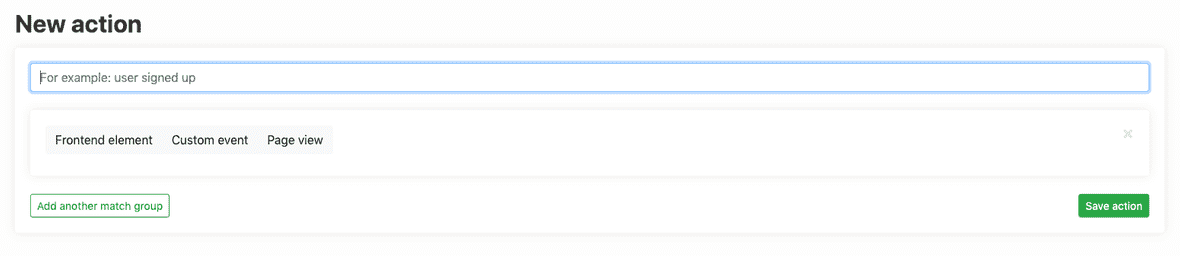 New action
For example: user signed up
Frontend element Custom event Page view
×
Add another match group Save action